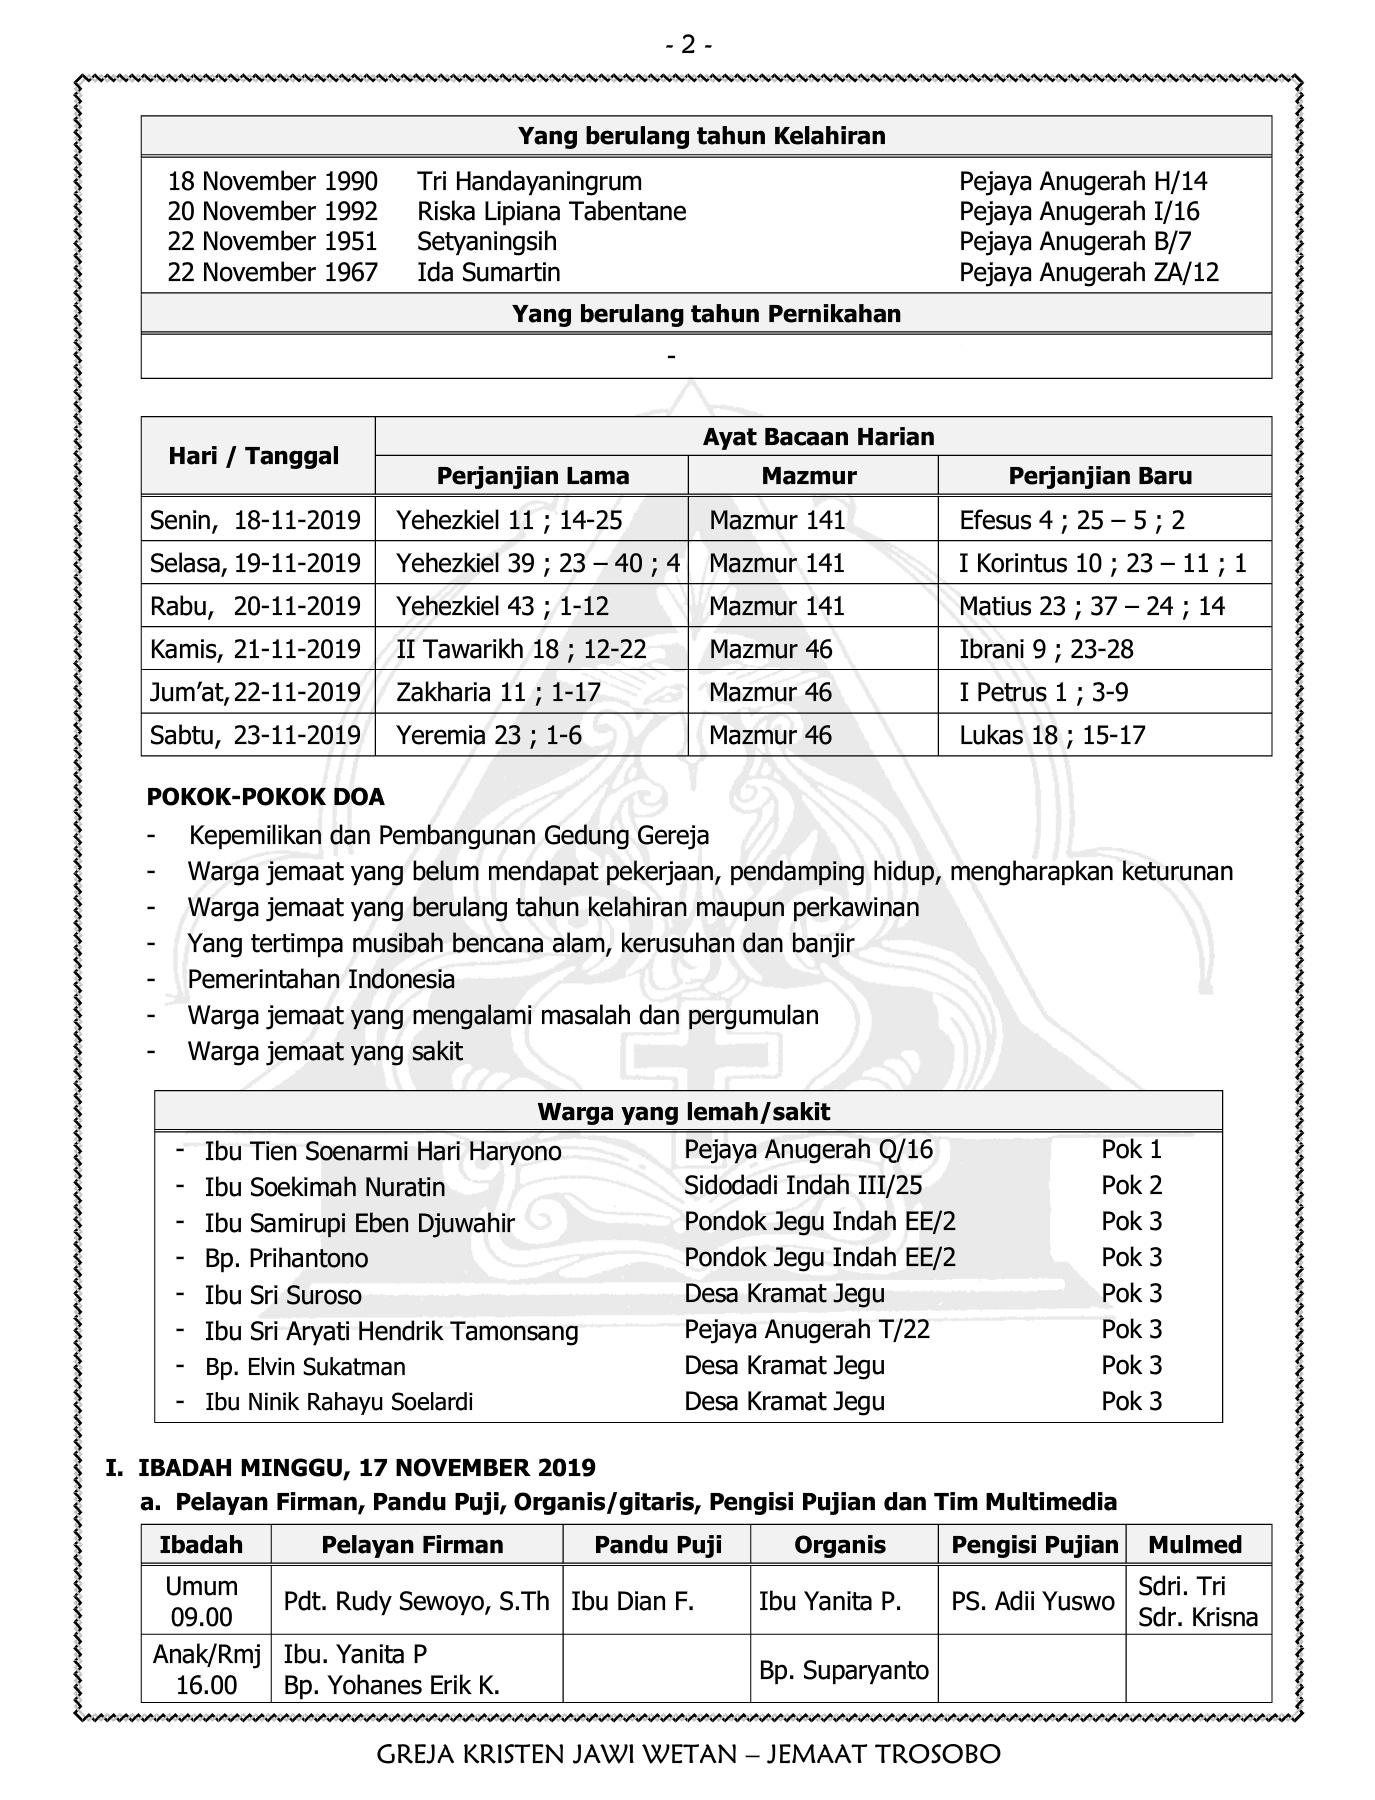 - 2 -
Yang berulang tahun Kelahiran
18 November 1990 Tri Handayaningrum Pejaya Anugerah H/14
20 November 1992 Riska Lipiana Tabentane Pejaya Anugerah I/16
22 November 1951 Setyaningsih Pejaya Anugerah B/7
22 November 1967 Ida Sumartin Pejaya Anugerah ZA/12
Yang berulang tahun Pernikahan
-
Hari / Tanggal Ayat Bacaan Harian
Perjanjian Lama Mazmur Perjanjian Baru
Senin, 18-11-2019 Yehezkiel 11 ; 14-25 Mazmur 141 Efesus 4 ; 25 – 5 ; 2
Selasa, 19-11-2019 Yehezkiel 39 ; 23 – 40 ; 4 Mazmur 141 I Korintus 10 ; 23 – 11 ; 1
Rabu, 20-11-2019 Yehezkiel 43 ; 1-12 Mazmur 141 Matius 23 ; 37 – 24 ; 14
Kamis, 21-11-2019 II Tawarikh 18 ; 12-22 Mazmur 46 Ibrani 9 ; 23-28
Jum’at, 22-11-2019 Zakharia 11 ; 1-17 Mazmur 46 I Petrus 1 ; 3-9
Sabtu, 23-11-2019 Yeremia 23 ; 1-6 Mazmur 46 Lukas 18 ; 15-17
POKOK-POKOK DOA
- Kepemilikan dan Pembangunan Gedung Gereja
- Warga jemaat yang belum mendapat pekerjaan, pendamping hidup, mengharapkan keturunan
- Warga jemaat yang berulang tahun kelahiran maupun perkawinan
- Yang tertimpa musibah bencana alam, kerusuhan dan banjir
- Pemerintahan Indonesia
- Warga jemaat yang mengalami masalah dan pergumulan
- Warga jemaat yang sakit
Warga yang lemah/sakit
- Ibu Tien Soenarmi Hari Haryono Pejaya Anugerah Q/16 Pok 1
- Ibu Soekimah Nuratin Sidodadi Indah III/25 Pok 2
- Ibu Samirupi Eben Djuwahir Pondok Jegu Indah EE/2 Pok 3
- Bp. Prihantono Pondok Jegu Indah EE/2 Pok 3
- Ibu Sri Suroso Desa Kramat Jegu Pok 3
- Ibu Sri Aryati Hendrik Tamonsang Pejaya Anugerah T/22 Pok 3
- Bp. Elvin Sukatman Desa Kramat Jegu Pok 3
- Ibu Ninik Rahayu Soelardi Desa Kramat Jegu Pok 3
I. IBADAH MINGGU, 17 NOVEMBER 2019
a. Pelayan Firman, Pandu Puji, Organis/gitaris, Pengisi Pujian dan Tim Multimedia
Ibadah Pelayan Firman Pandu Puji Organis Pengisi Pujian Mulmed
Umum 09.00 Pdt. Rudy Sewoyo, S.Th Ibu Dian F. Ibu Yanita P. PS. Adii Yuswo Sdri. Tri
Sdr. Krisna
Anak/Rmj 16.00 Ibu. Yanita P
Bp. Yohanes Erik K. Bp. Suparyanto
GREJA KRISTEN JAWI WETAN – JEMAAT TROSOBO